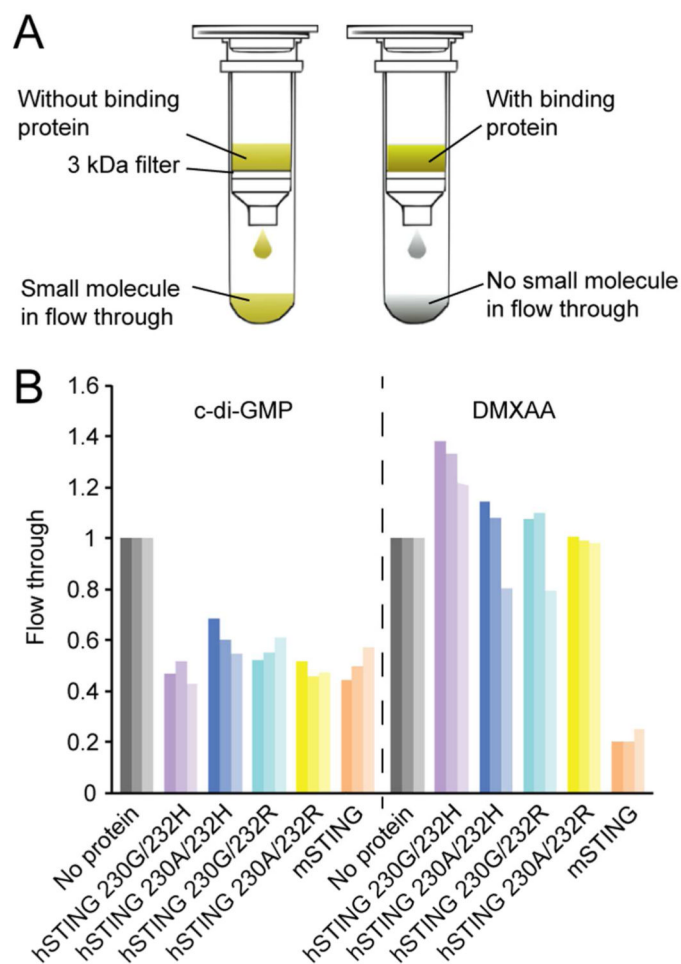 A
Without binding
protein
3 kDa filter
Small molecule
in flow through
With binding
protein
No small molecule
in flow through
B
Flow through
1.6
1.4
1.2
1
0.8
0.6
0.4
0.2
0
c-di-GMP
DMXAA
No protein
hSTING 230G/232H
hSTING 230A/232H
hSTING 230G/232R
hSTING 230A/232R
mSTING
No protein
hSTING 230G/232H
hSTING 230A/232H
hSTING 230G/232R
hSTING 230A/232R
mSTING